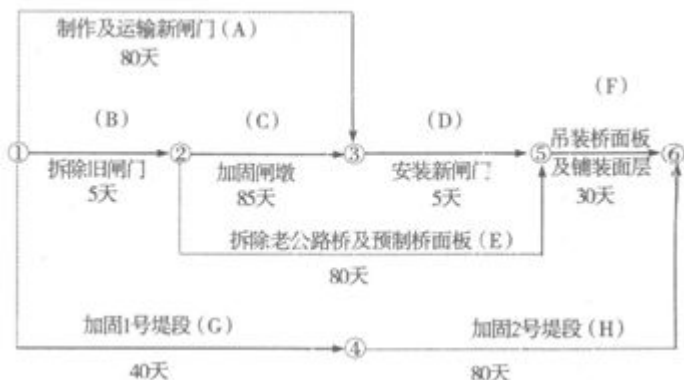 制作及运输新闸门(A)
80天
(B)
(C)
(D)
(F)
①
②
③
⑤
吊装桥面板
⑥
拆除旧闸门
加固闸墩
安装新闸门
及铺装面层
5天
85天
5天
30天
拆除老公路桥及预制桥面板(E)
80天
加固1号堤段(G)
加固2号堤段(H)
④
40天
80天